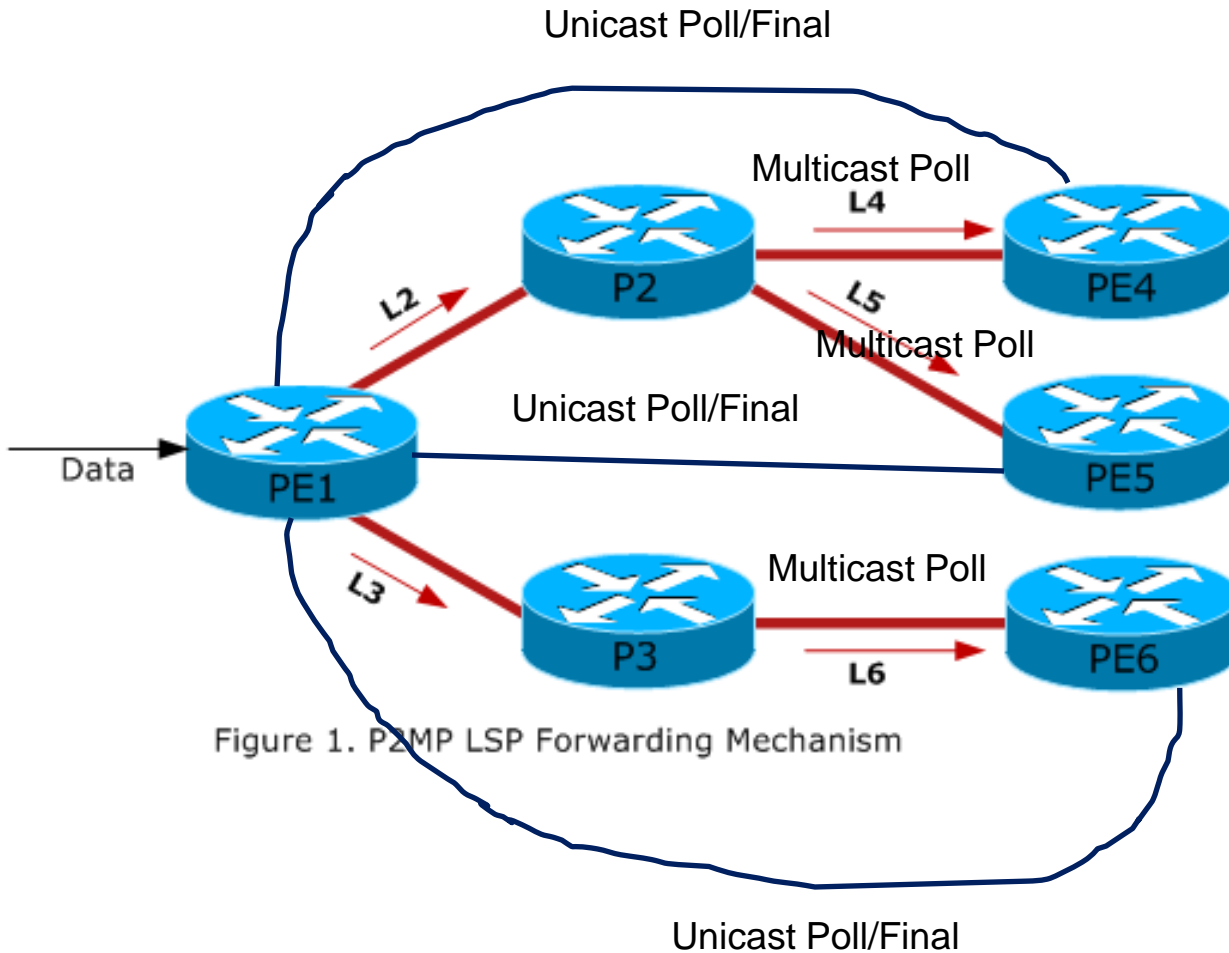 Unicast Poll/Final
Multicast Poll
L4
P2
PE4
L2
L5
Multicast Poll
Unicast Poll/Final
Data
PE1
PE5
Multicast Poll
L3
P3
L6
PE6
Figure 1. P2MP LSP Forwarding Mechanism
Unicast Poll/Final